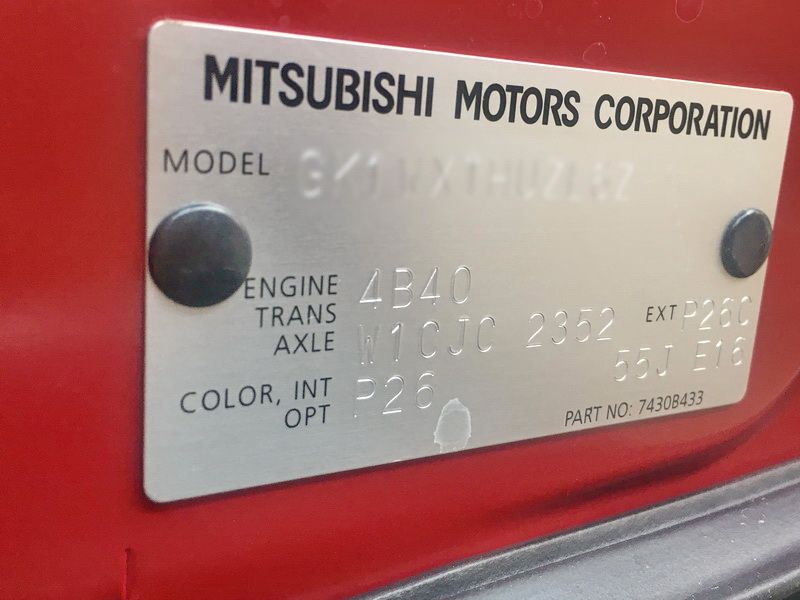 MITSUBISHI MOTORS CORPORATION
MODEL
ENGINE 4B40
TRANS AXLE W1CJC 2352 EXT P26C
COLOR, INT OPT P26 55J E16
PART NO: 7430B433